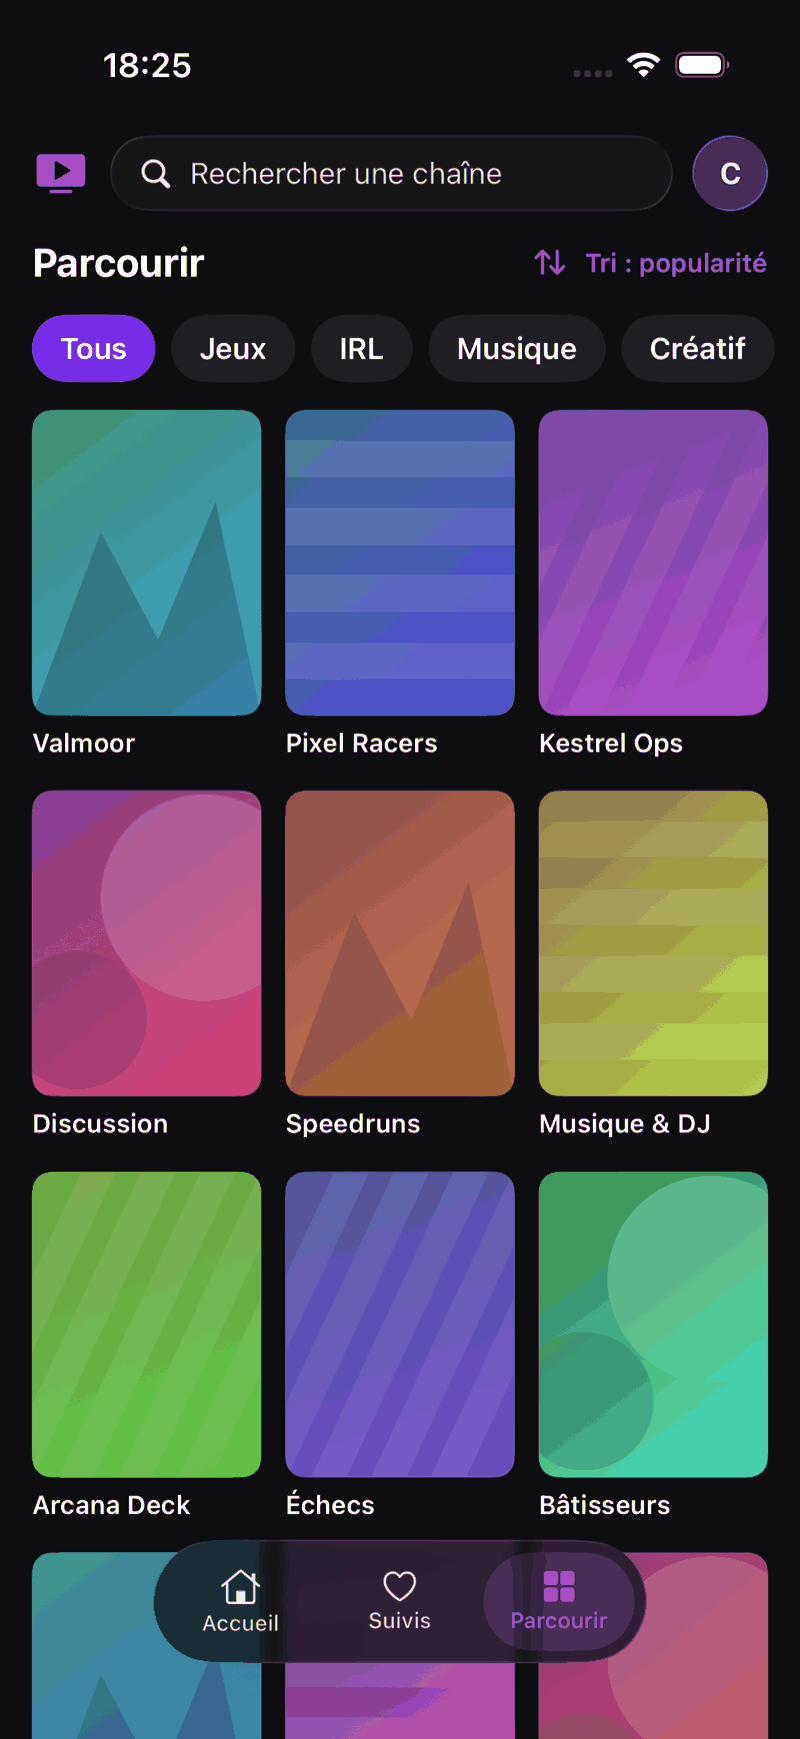 18:25
Rechercher une chaîne
C
Parcourir
Tri : popularité
Tous
Jeux
IRL
Musique
Créatif
Valmoor
Pixel Racers
Kestrel Ops
Discussion
Speedruns
Musique & DJ
Arcana Deck
Échecs
Bâtisseurs
Accueil
Suivis
Parcourir